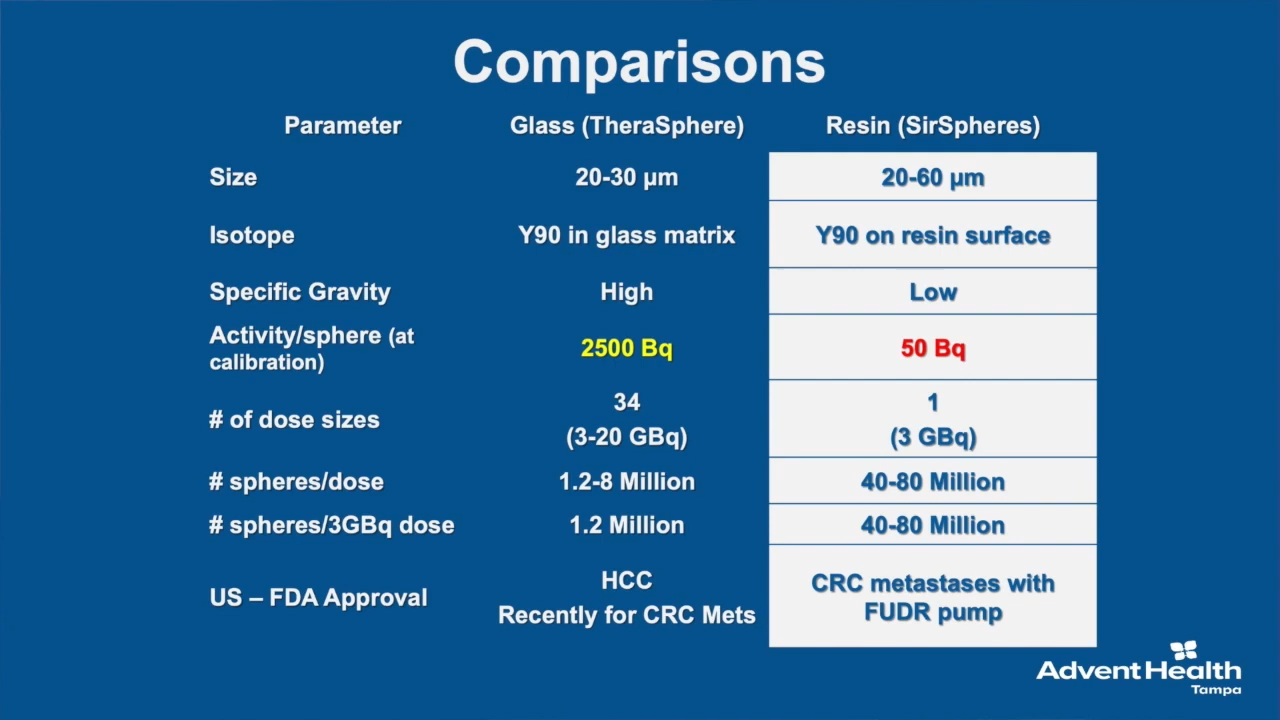 Comparisons
Parameter Glass (TheraSphere) Resin (SirSpheres)
Size 20-30 µm 20-60 µm
Isotope Y90 in glass matrix Y90 on resin surface
Specific Gravity High Low
Activity/sphere (at calibration) 2500 Bq 50 Bq
# of dose sizes 34 (3-20 GBq) 1 (3 GBq)
# spheres/dose 1.2-8 Million 40-80 Million
# spheres/3GBq dose 1.2 Million 40-80 Million
US – FDA Approval HCC Recently for CRC Mets CRC metastases with FUDR pump
AdventHealth
Tampa